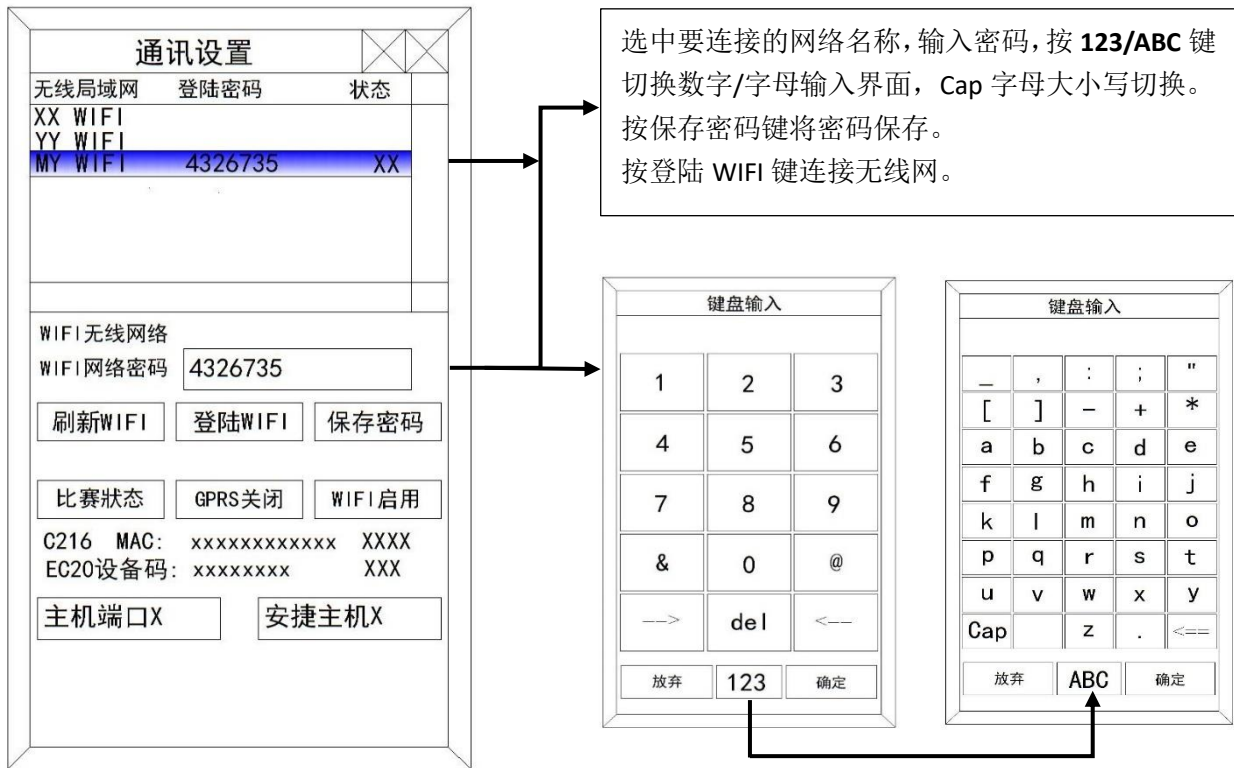 通讯设置
无线局域网 登陆密码 状态
XX WIFI
YY WIFI
MY WIFI 4326735 XX
WIFI无线网络
WIFI网络密码 4326735
刷新WIFI 登陆WIFI 保存密码
比赛状态 GPRS关闭 WIFI启用
C216 MAC: xxxxxxxxxxxx XXXX
EC20设备码: xxxxxxxx XXX
主机端口X 安捷主机X
选中要连接的网络名称，输入密码，按 123/ABC 键
切换数字/字母输入界面，Cap 字母大小写切换。
按保存密码键将密码保存。
按登陆 WIFI 键连接无线网。
键盘输入
1 2 3
4 5 6
7 8 9
& 0 @
--> del <--
放弃 123 确定
键盘输入
_ , : ; "
[ ] - + *
a b c d e
f g h i j
k l m n o
p q r s t
u v w x y
Cap z . <==
放弃 ABC 确定